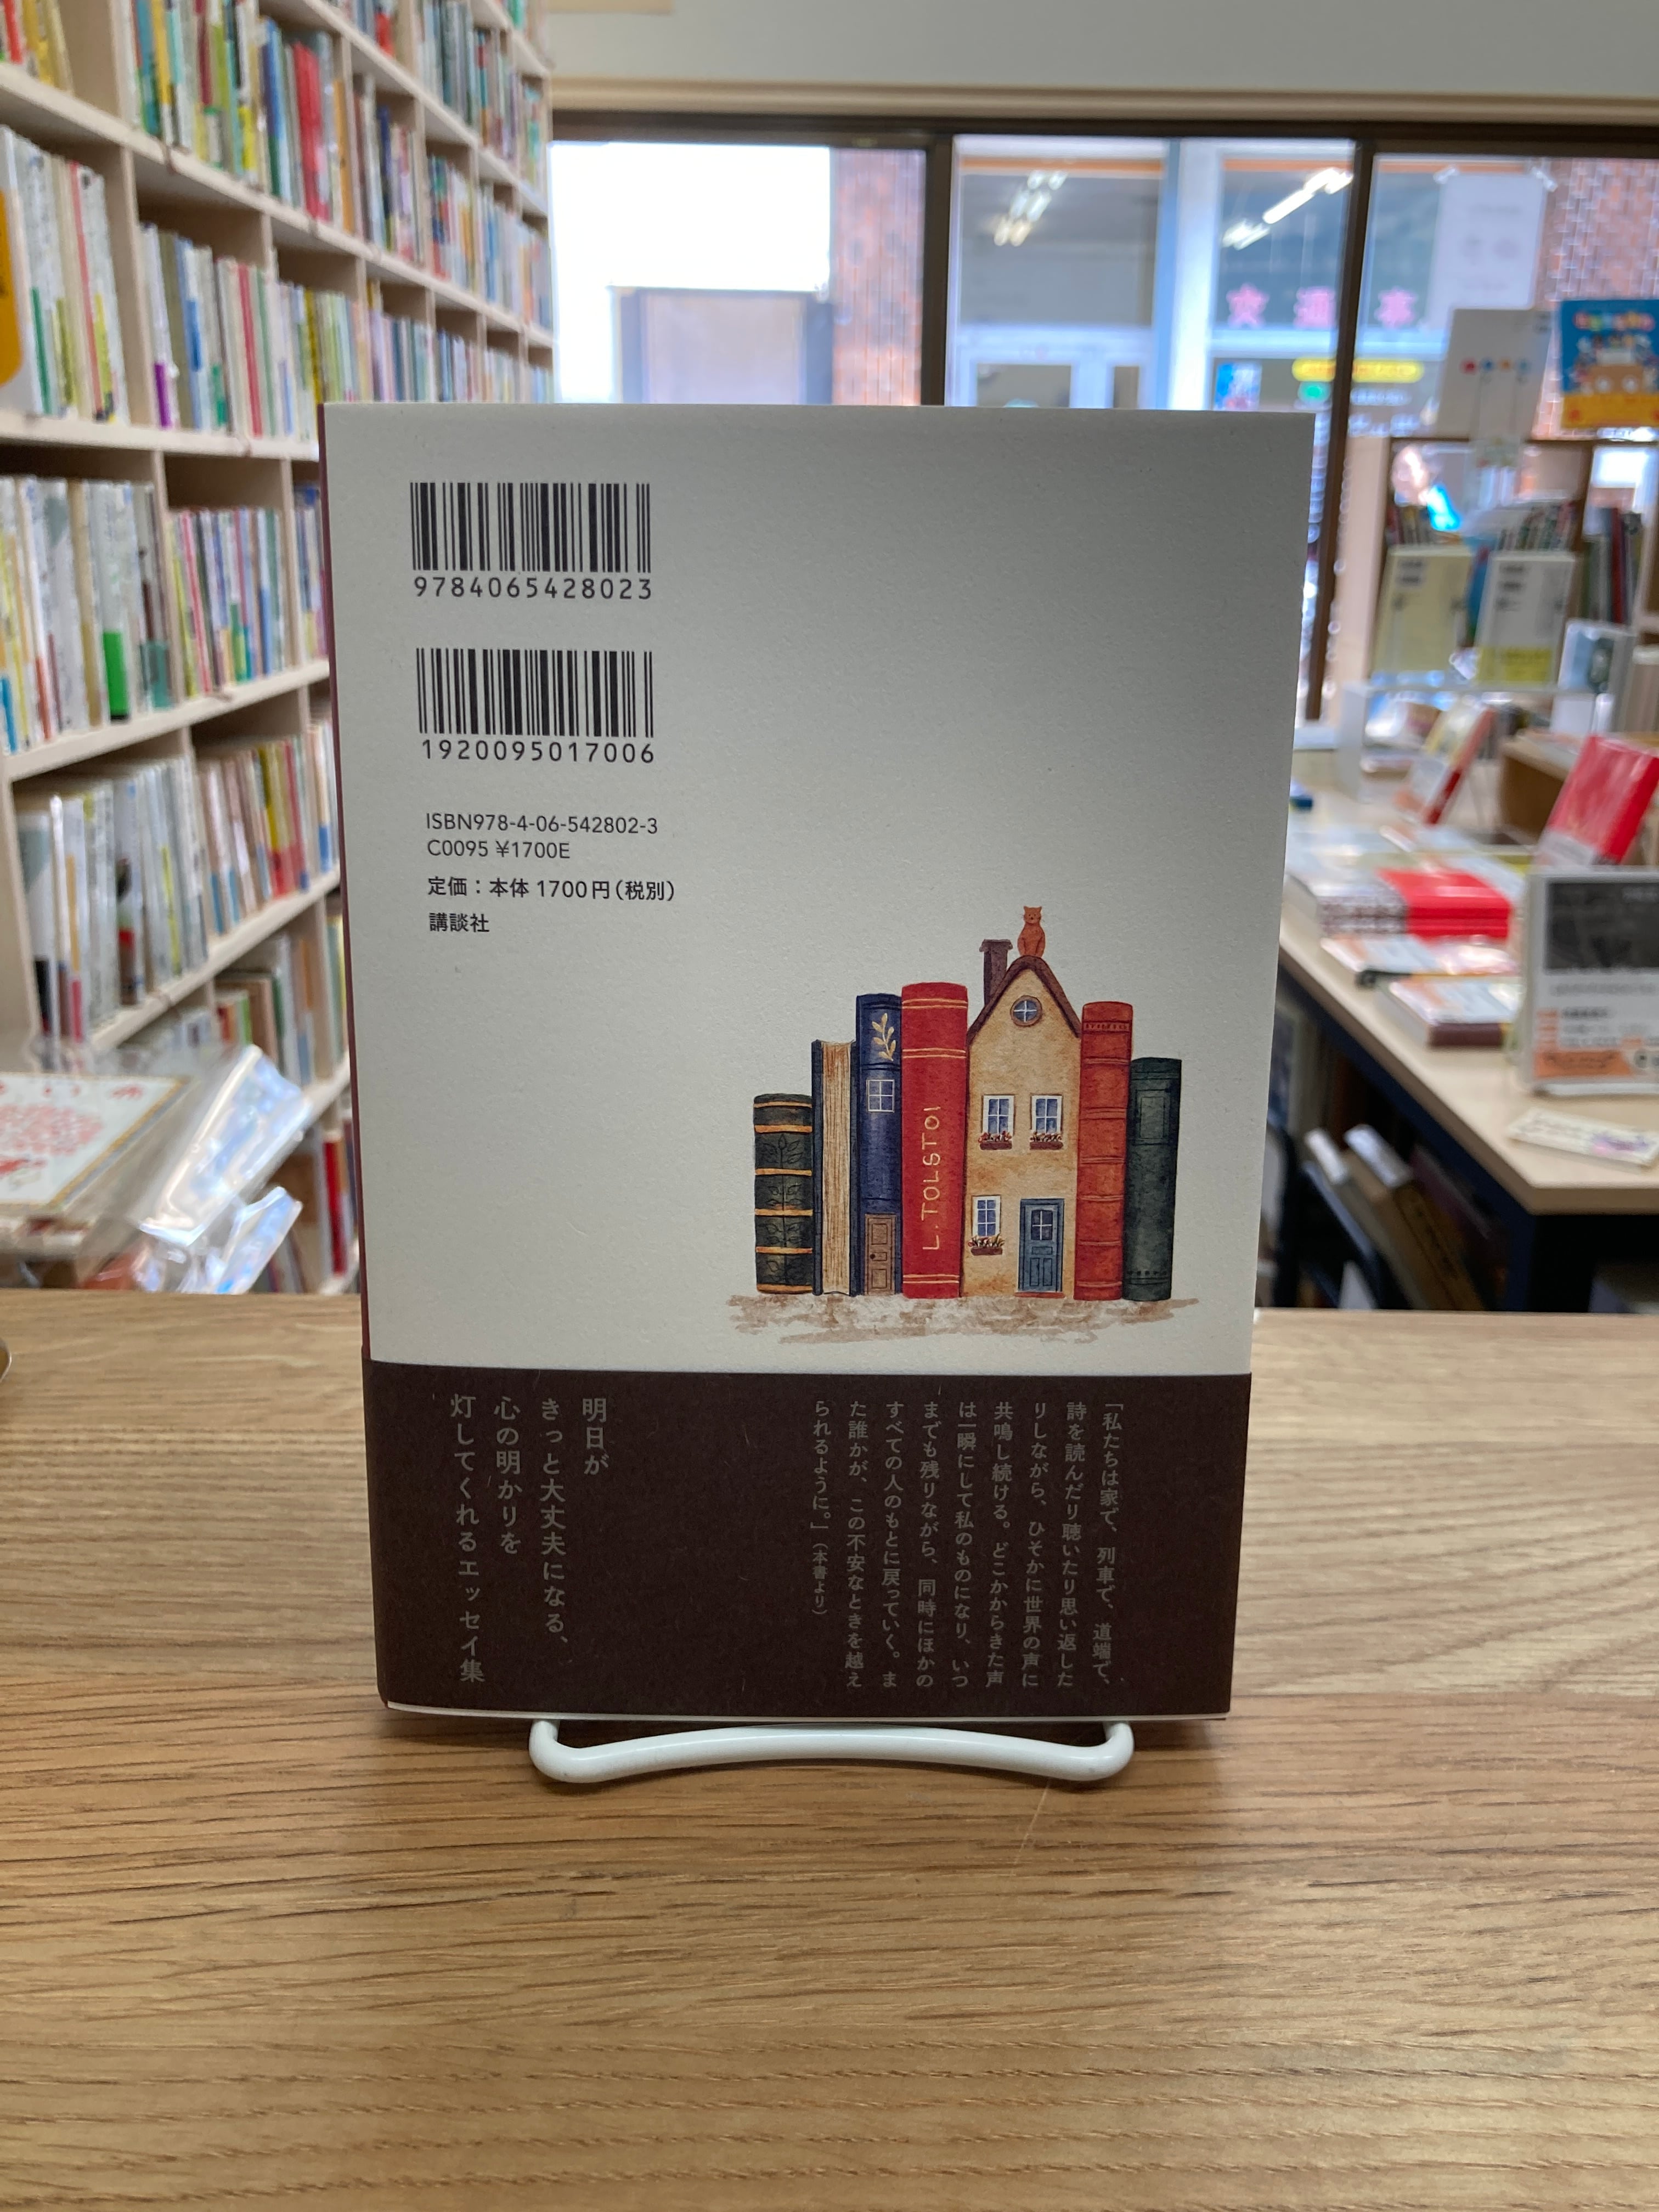 9784065428023
1920095017006
ISBN978-4-06-542802-3
C0095 ¥1700E
定価：本体 1700円（税別）
講談社
L.TOLSTOI
「私たちは家で、列車で、道端で、
詩を読んだり聴いたり思い返した
りしながら、ひそかに世界の声に
共鳴し続ける。どこかからきた声
は一瞬にして私のものになり、いつ
までも残りながら、同時にほかの
すべての人のもとに戻っていく。ま
た誰かが、この不安なときを越え
られるように。」（本書より）
明日が
きっと大丈夫になる、
心の明かりを
灯してくれるエッセイ集